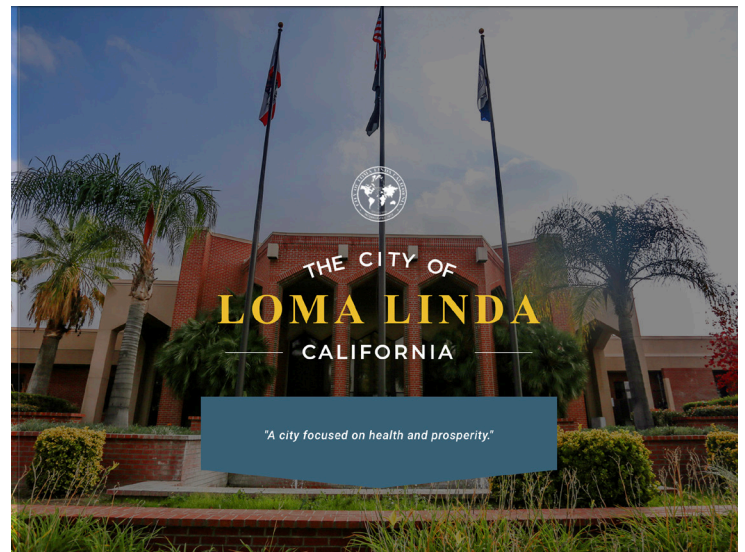 THE CITY OF
LOMA LINDA
CALIFORNIA
"A city focused on health and prosperity."